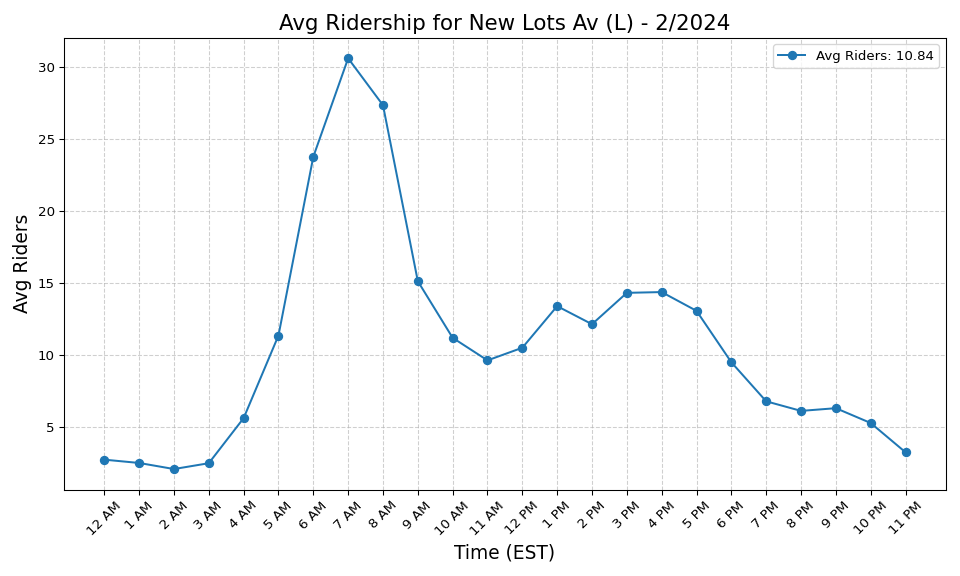 Avg Ridership for New Lots Av (L) - 2/2024
Avg Riders: 10.84
Avg Riders
30
25
20
15
10
5
12 AM
1 AM
2 AM
3 AM
4 AM
5 AM
6 AM
7 AM
8 AM
9 AM
10 AM
11 AM
12 PM
1 PM
2 PM
3 PM
4 PM
5 PM
6 PM
7 PM
8 PM
9 PM
10 PM
11 PM
Time (EST)